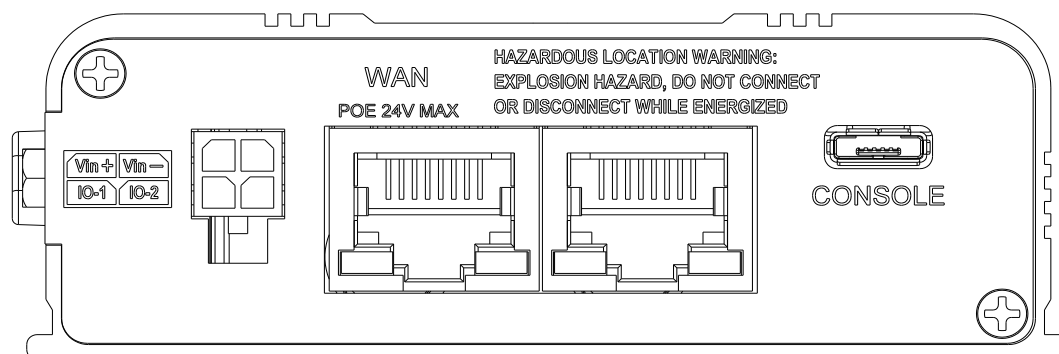 HAZARDOUS LOCATION WARNING:
WAN
EXPLOSION HAZARD, DO NOT CONNECT
POE 24V MAX
OR DISCONNECT WHILE ENERGIZED
Vin+ Vin−
IO-1 IO-2
CONSOLE